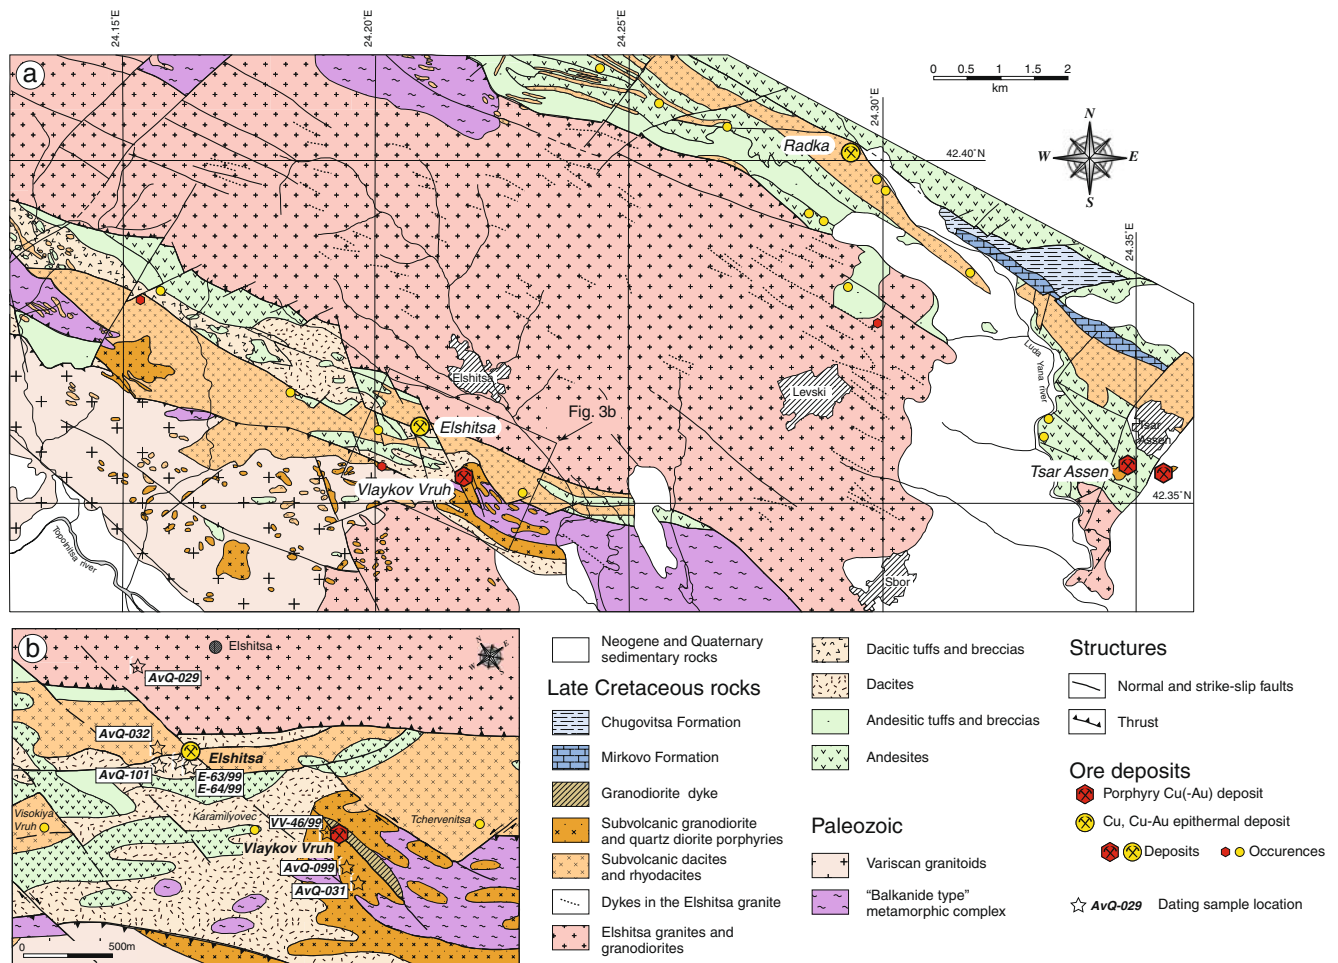 24.15°E
24.20°E
24.25°E
a
0 0.5 1 1.5 2
km
24.30°E
N
W E
S
42.40°N
Radka
24.35°E
Elshitsa
Levski
Luda
Yana river
Fig. 3b
Elshitsa
Tsar
Assen
Tsar Assen
Vlaykov Vruh
42.35°N
Topolnitsa river
Sbor
b
Elshitsa
N
E
S
AvQ-029
AvQ-032
Elshitsa
AvQ-101
E-63/99
E-64/99
Visokiya
Vruh
Karamilyovec
VV-46/99
Tchervenitsa
Vlaykov Vruh
AvQ-099
AvQ-031
0 500m
Neogene and Quaternary
sedimentary rocks
Late Cretaceous rocks
Chugovitsa Formation
Mirkovo Formation
Granodiorite dyke
Subvolcanic granodiorite
and quartz diorite porphyries
Subvolcanic dacites
and rhyodacites
Dykes in the Elshitsa granite
Elshitsa granites and
granodiorites
Dacitic tuffs and breccias
Dacites
Andesitic tuffs and breccias
Andesites
Paleozoic
Variscan granitoids
“Balkanide type”
metamorphic complex
Structures
Normal and strike-slip faults
Thrust
Ore deposits
Porphyry Cu(-Au) deposit
Cu, Cu-Au epithermal deposit
Deposits
Occurences
AvQ-029 Dating sample location